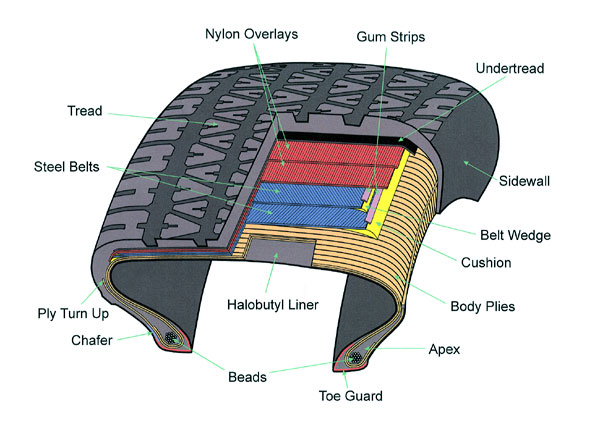 Nylon Overlays
Gum Strips
Undertread
Tread
Steel Belts
Sidewall
Belt Wedge
Cushion
Halobutyl Liner
Body Plies
Ply Turn Up
Chafer
Apex
Beads
Toe Guard